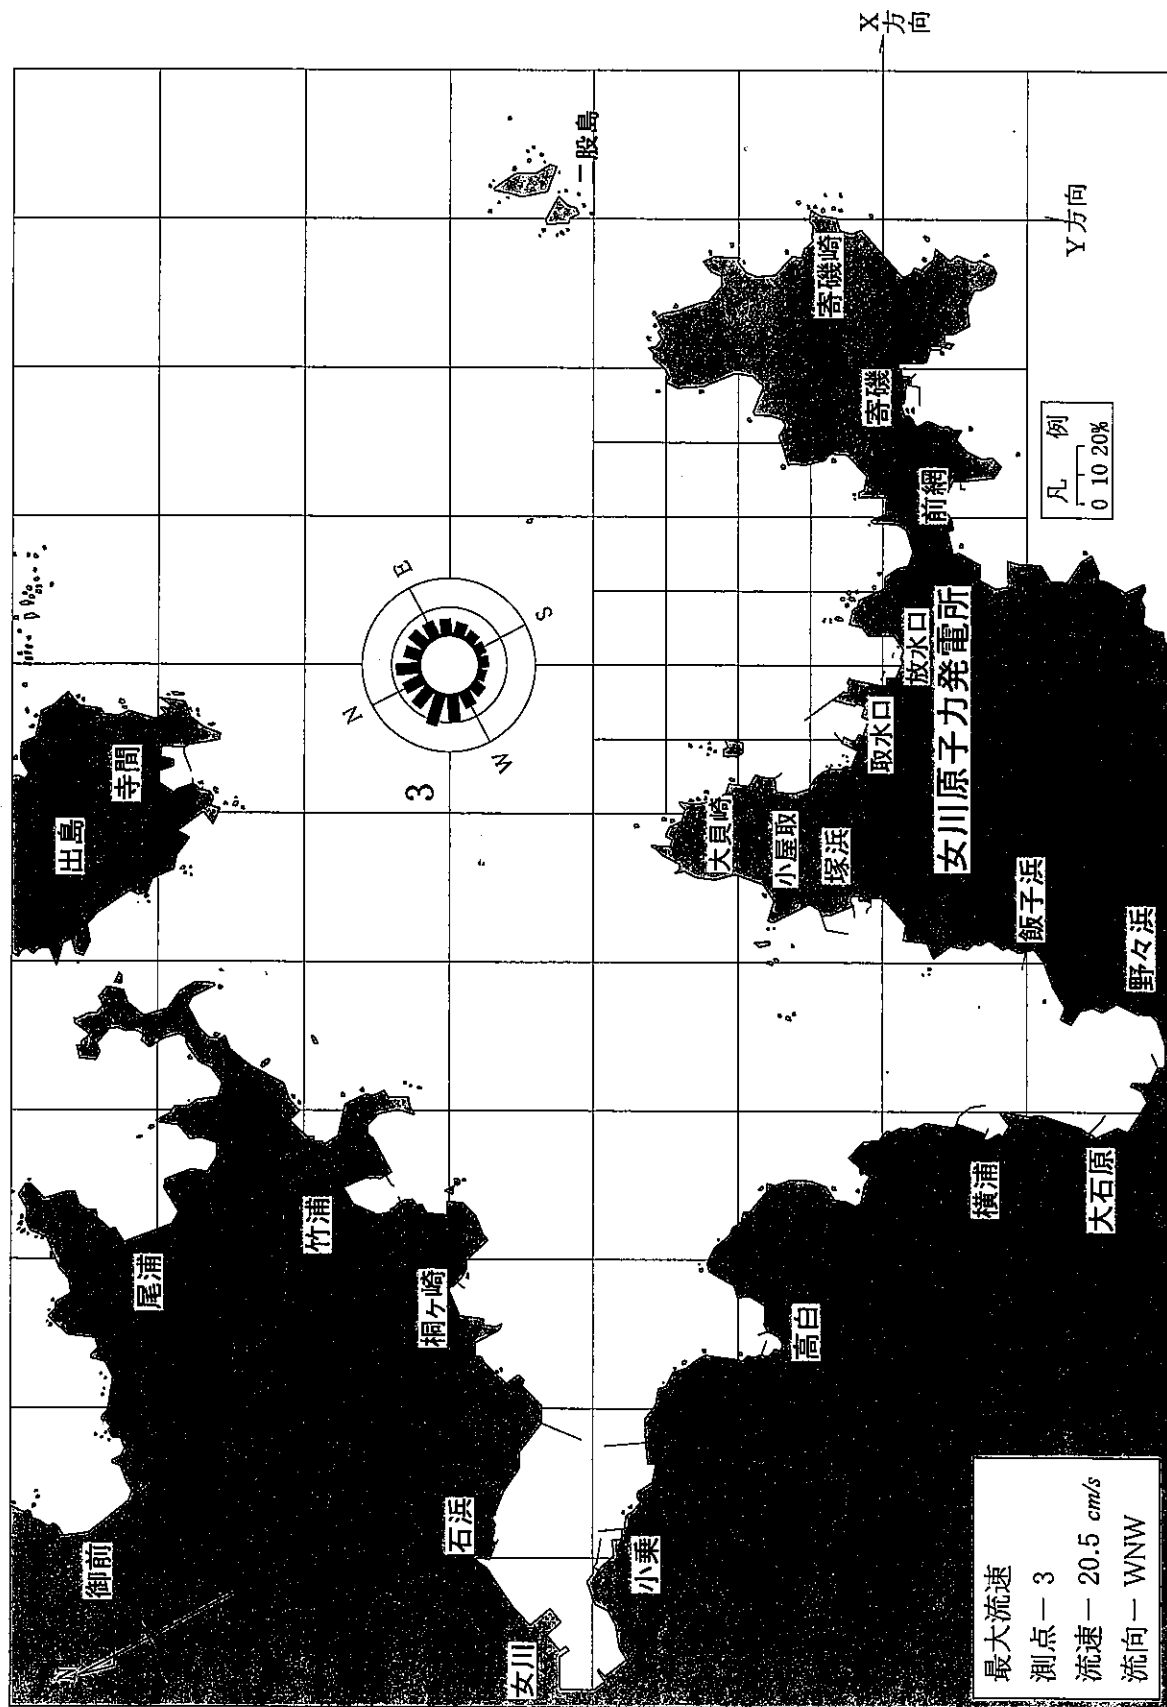 X方向
Y方向
二股島
寄磯崎
寄磯
前網
凡 例
0 10 20%
E
S
N
W
3
放水口
女川原子力発電所
取水口
寺間
出島
大貝崎
小屋取
塚浜
飯子浜
野々浜
竹浦
尾浦
桐ヶ崎
横浦
大石原
高白
石浜
小乗
御前
女川
N
最大流速
測点－3
流速－20.5 cm/s
流向－WNW